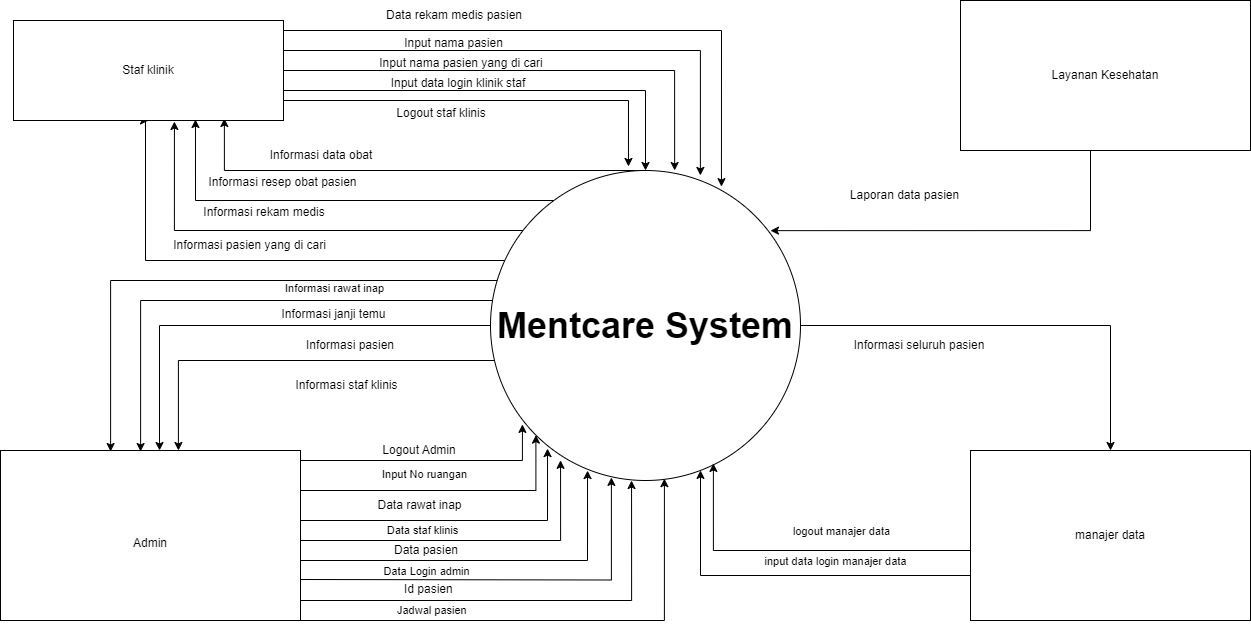 Data rekam medis pasien
Input nama pasien
Input nama pasien yang di cari
Input data login klinik staf
Logout staf klinis
Staf klinik
Layanan Kesehatan
Informasi data obat
Informasi resep obat pasien
Informasi rekam medis
Informasi pasien yang di cari
Laporan data pasien
Informasi rawat inap
Informasi janji temu
Informasi pasien
Informasi staf klinis
Mentcare System
Informasi seluruh pasien
Logout Admin
Input No ruangan
Data rawat inap
Data staf klinis
Data pasien
Data Login admin
Id pasien
Jadwal pasien
Admin
logout manajer data
input data login manajer data
manajer data